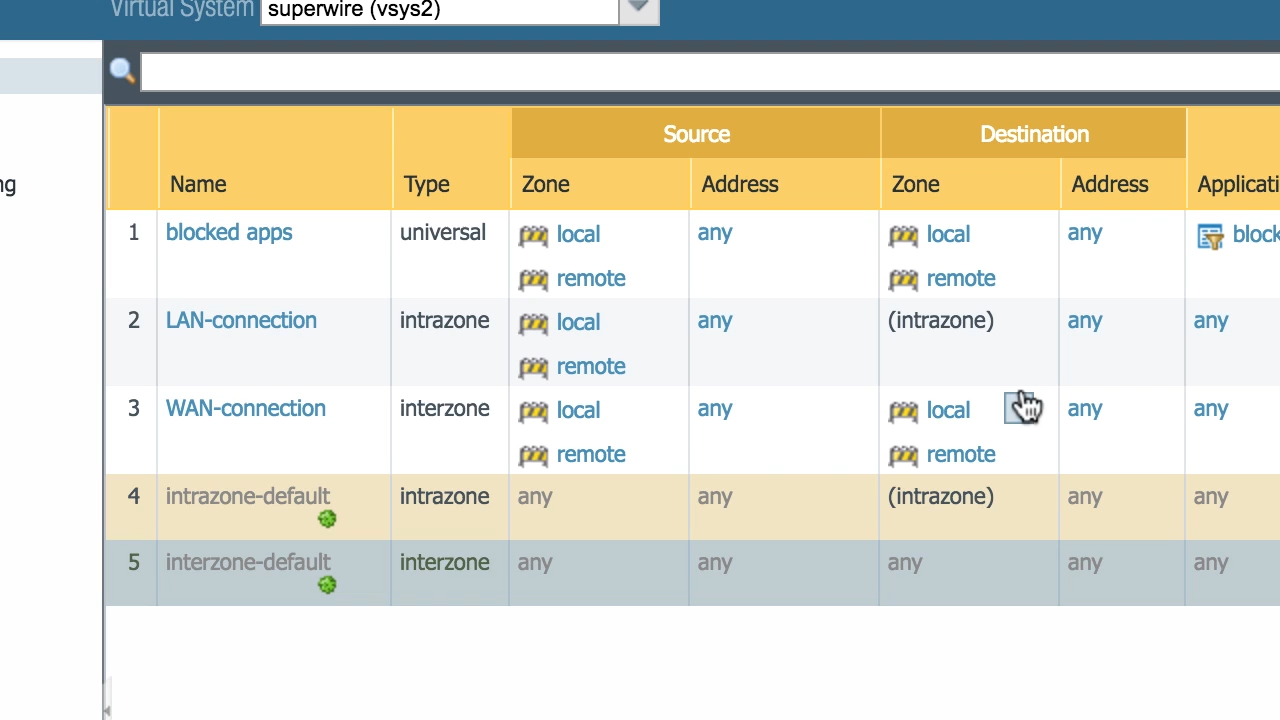 Virtual System superwire (vsys2)
Source Destination
ng Name Type Zone Address Zone Address Applicati
1 blocked apps universal local any local any block
remote remote
2 LAN-connection intrazone local any (intrazone) any any
remote
3 WAN-connection interzone local any local any any
remote remote
4 intrazone-default intrazone any any (intrazone) any any
5 interzone-default interzone any any any any any